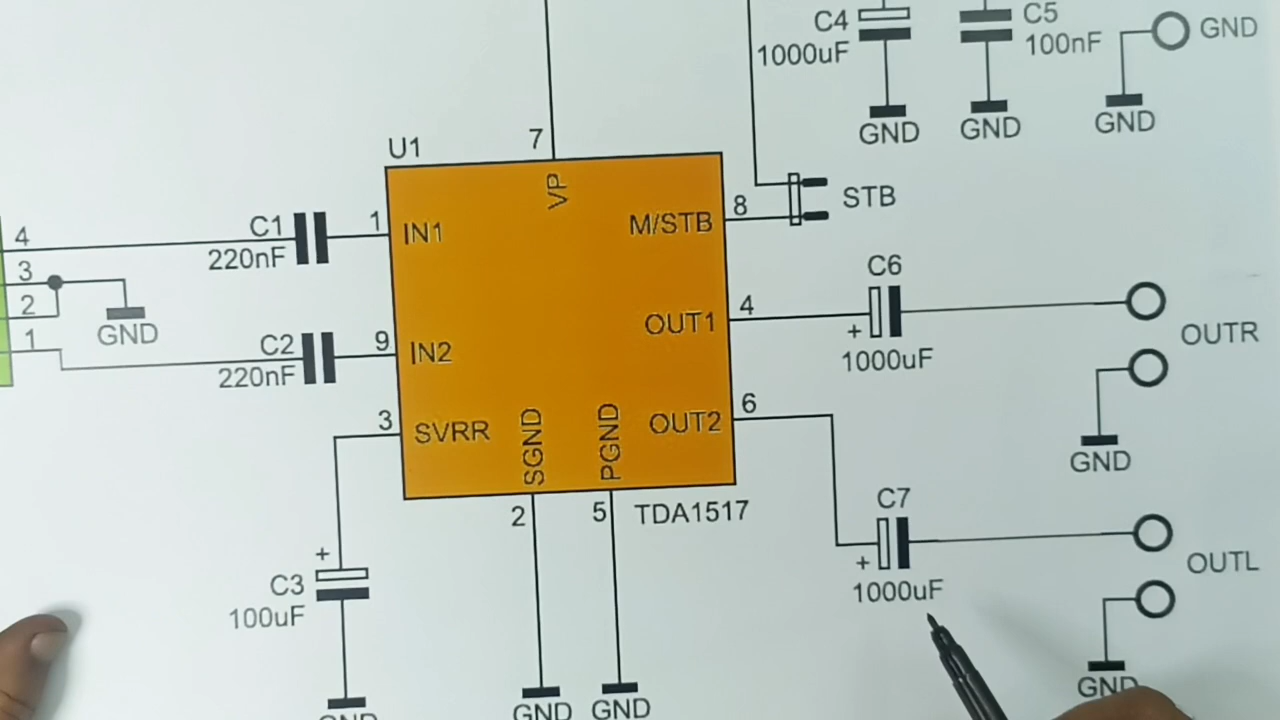 C4
1000uF
GND
C5
100nF
GND
GND
GND
U1
7
VP
STB
8
M/STB
4
3
2
1
GND
C1
220nF
1
IN1
C2
220nF
9
IN2
3
SVRR
SGND
PGND
OUT1
4
C6
+
1000uF
OUTR
GND
OUT2
6
2
5
TDA1517
C7
+
1000uF
OUTL
GND
+
C3
100uF
GND
GND
GND